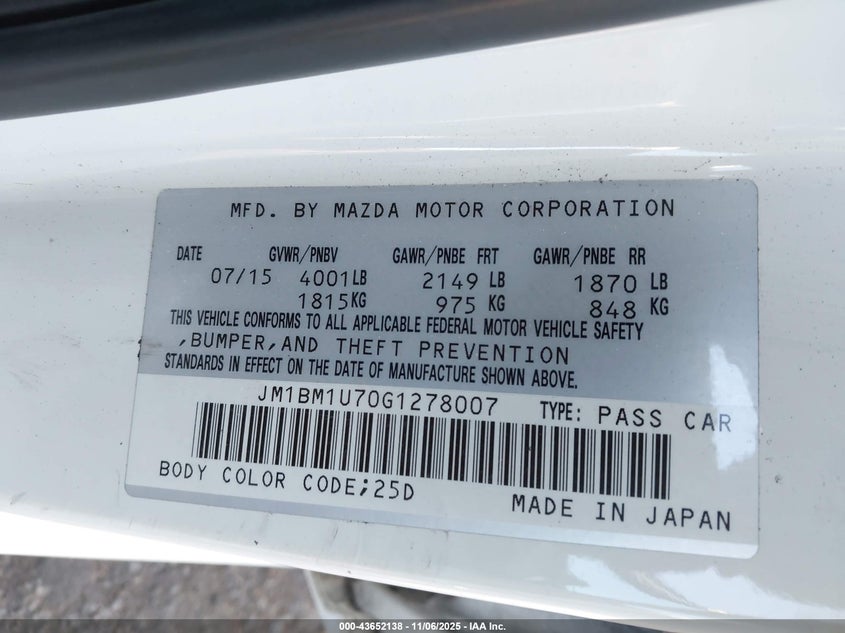 MFD. BY MAZDA MOTOR CORPORATION
DATE GVWR/PNBV GAWR/PNBE FRT GAWR/PNBE RR
07/15 4001LB 2149 LB 1870 LB
1815KG 975 KG 848 KG
THIS VEHICLE CONFORMS TO ALL APPLICABLE FEDERAL MOTOR VEHICLE SAFETY
,BUMPER,AND THEFT PREVENTION
STANDARDS IN EFFECT ON THE DATE OF MANUFACTURE SHOWN ABOVE.
JM1BM1U70G1278007 TYPE: PASS CAR
BODY COLOR CODE;25D
MADE IN JAPAN
000-43652138 - 11/06/2025 - IAA Inc.